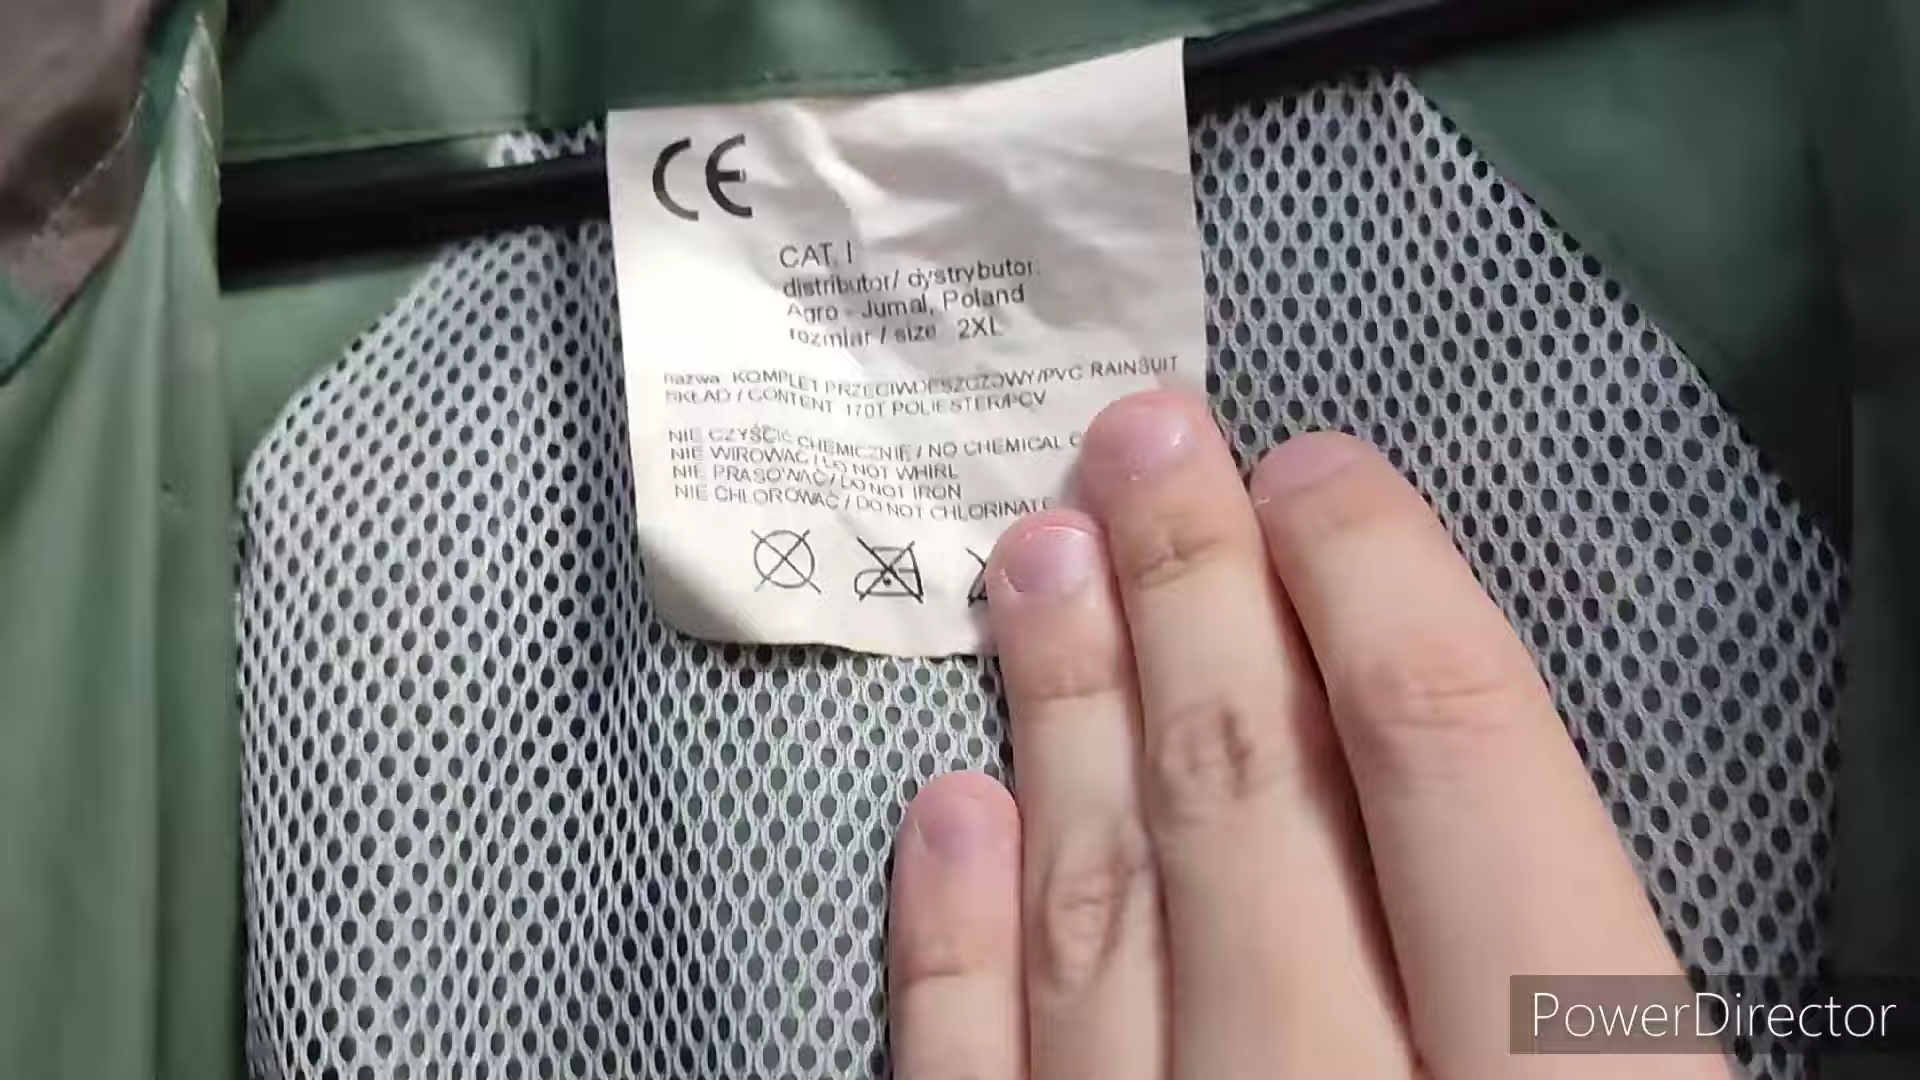 CE
CAT. I
distributor/ dystrybutor:
Agro - Jumal, Poland
rozmiar / size 2XL
nazwa KOMPLET PRZECIWDESZCZOWY/PVC RAINSUIT
SKŁAD / CONTENT 170T POLIESTER/PCV
NIE CZYŚCIĆ CHEMICZNIE / NO CHEMICAL
NIE WIROWAĆ / DO NOT WHIRL
NIE PRASOWAĆ / DO NOT IRON
NIE CHLOROWAĆ / DO NOT CHLORINATE
PowerDirector